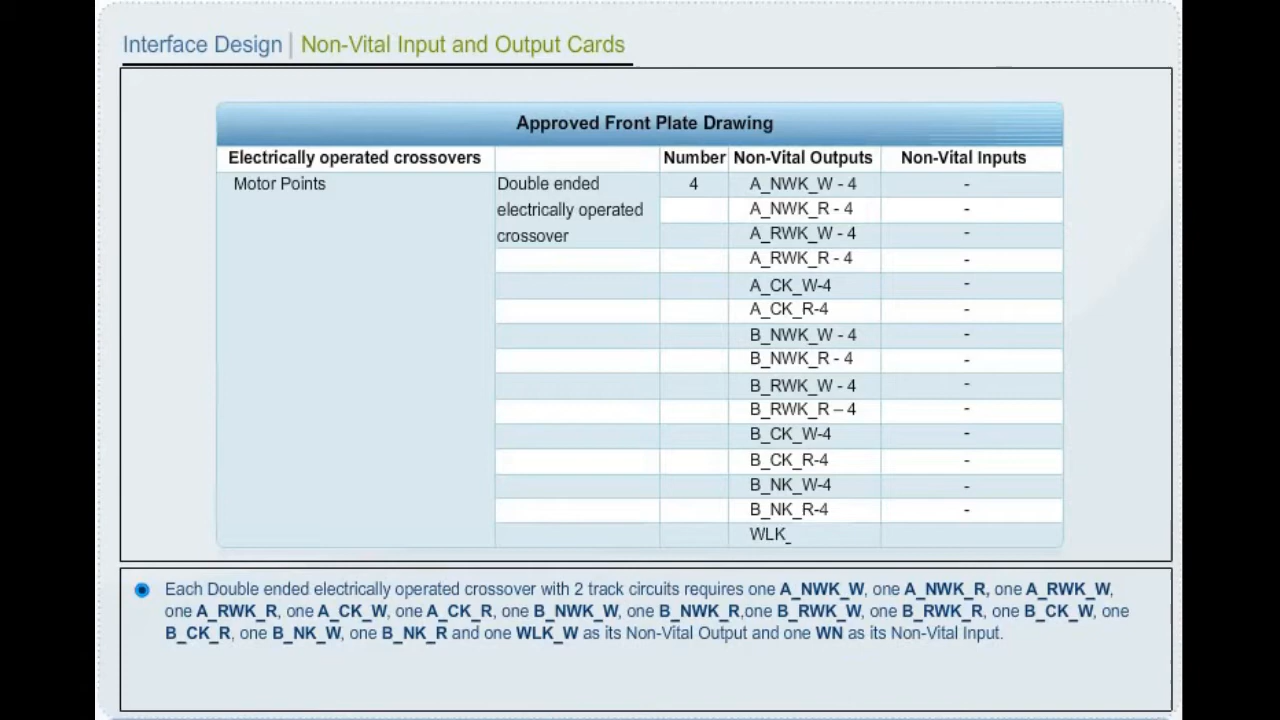 Interface Design | Non-Vital Input and Output Cards
Approved Front Plate Drawing
Electrically operated crossovers Number Non-Vital Outputs Non-Vital Inputs
Motor Points Double ended 4 A_NWK_W - 4 -
electrically operated A_NWK_R - 4 -
crossover A_RWK_W - 4 -
A_RWK_R - 4 -
A_CK_W-4 -
A_CK_R-4 -
B_NWK_W - 4 -
B_NWK_R - 4 -
B_RWK_W - 4 -
B_RWK_R – 4 -
B_CK_W-4 -
B_CK_R-4 -
B_NK_W-4 -
B_NK_R-4 -
WLK_
Each Double ended electrically operated crossover with 2 track circuits requires one A_NWK_W, one A_NWK_R, one A_RWK_W,
one A_RWK_R, one A_CK_W, one A_CK_R, one B_NWK_W, one B_NWK_R,one B_RWK_W, one B_RWK_R, one B_CK_W, one
B_CK_R, one B_NK_W, one B_NK_R and one WLK_W as its Non-Vital Output and one WN as its Non-Vital Input.